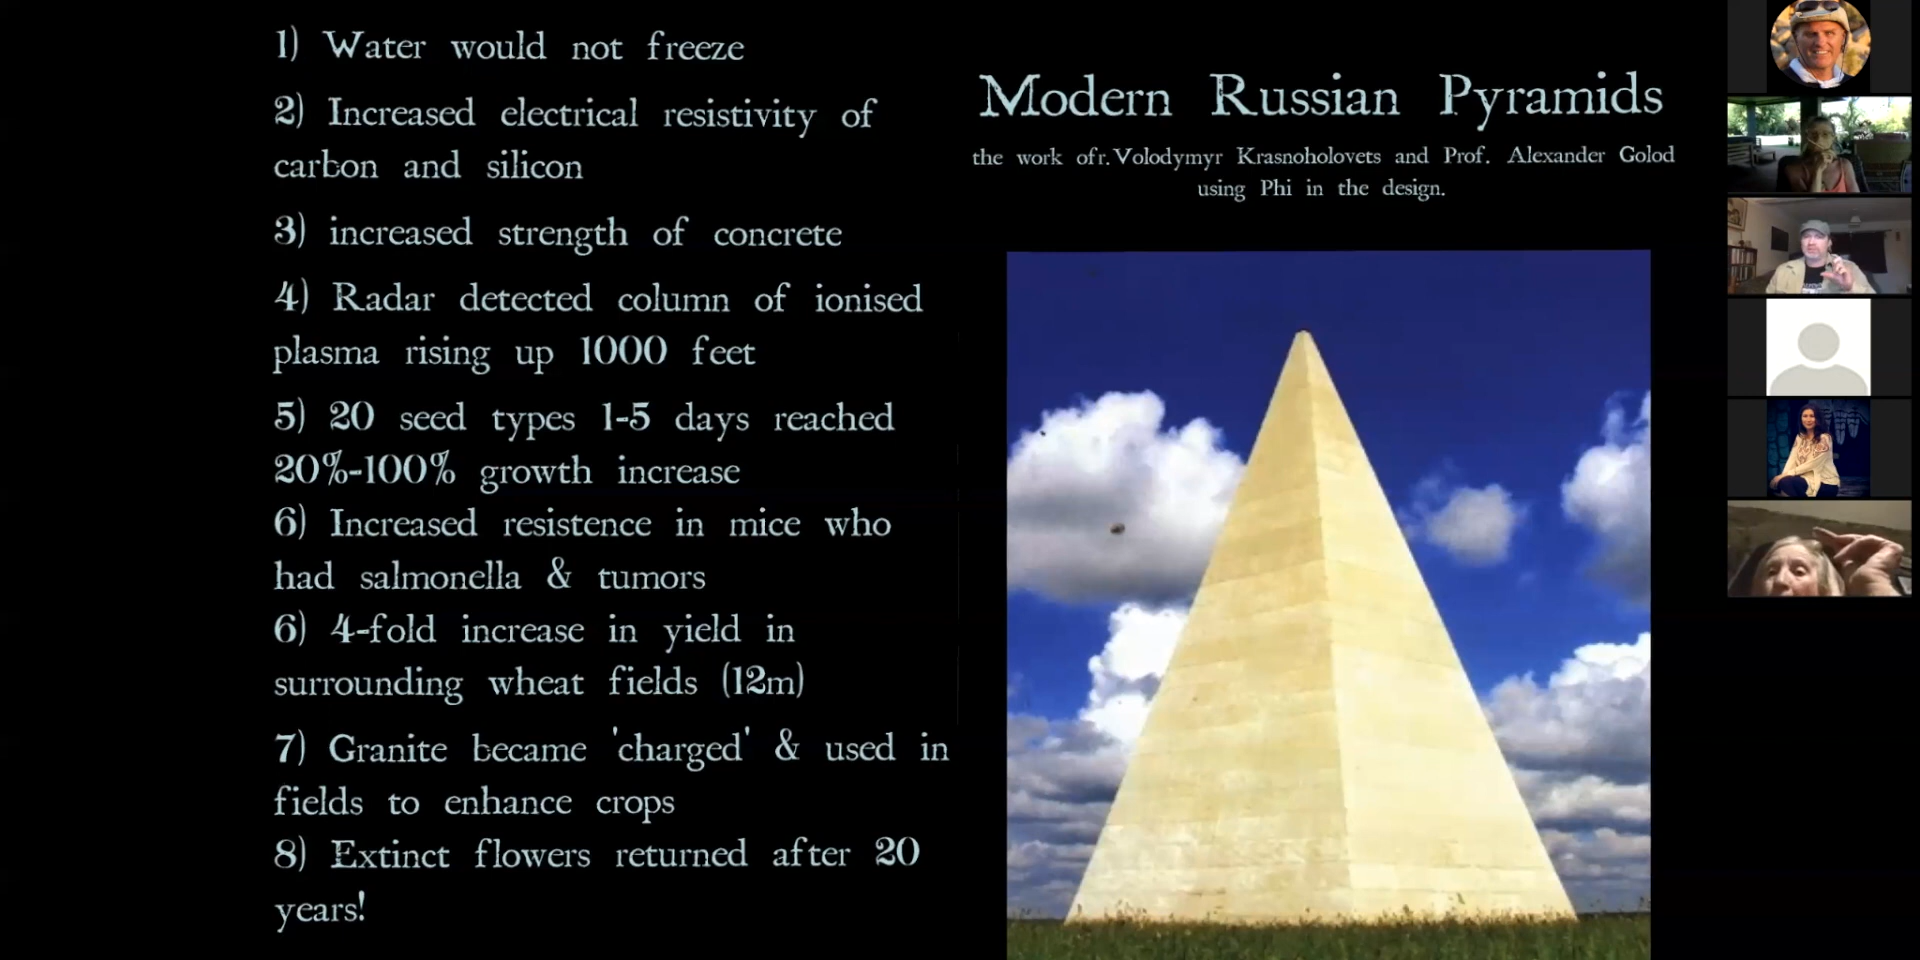 1) Water would not freeze
2) Increased electrical resistivity of
carbon and silicon
3) increased strength of concrete
4) Radar detected column of ionised
plasma rising up 1000 feet
5) 20 seed types 1-5 days reached
20%-100% growth increase
6) Increased resistence in mice who
had salmonella & tumors
6) 4-fold increase in yield in
surrounding wheat fields (12m)
7) Granite became 'charged' & used in
fields to enhance crops
8) Extinct flowers returned after 20
years!
Modern Russian Pyramids
the work ofr.Volodymyr Krasnoholovets and Prof. Alexander Golod
using Phi in the design.